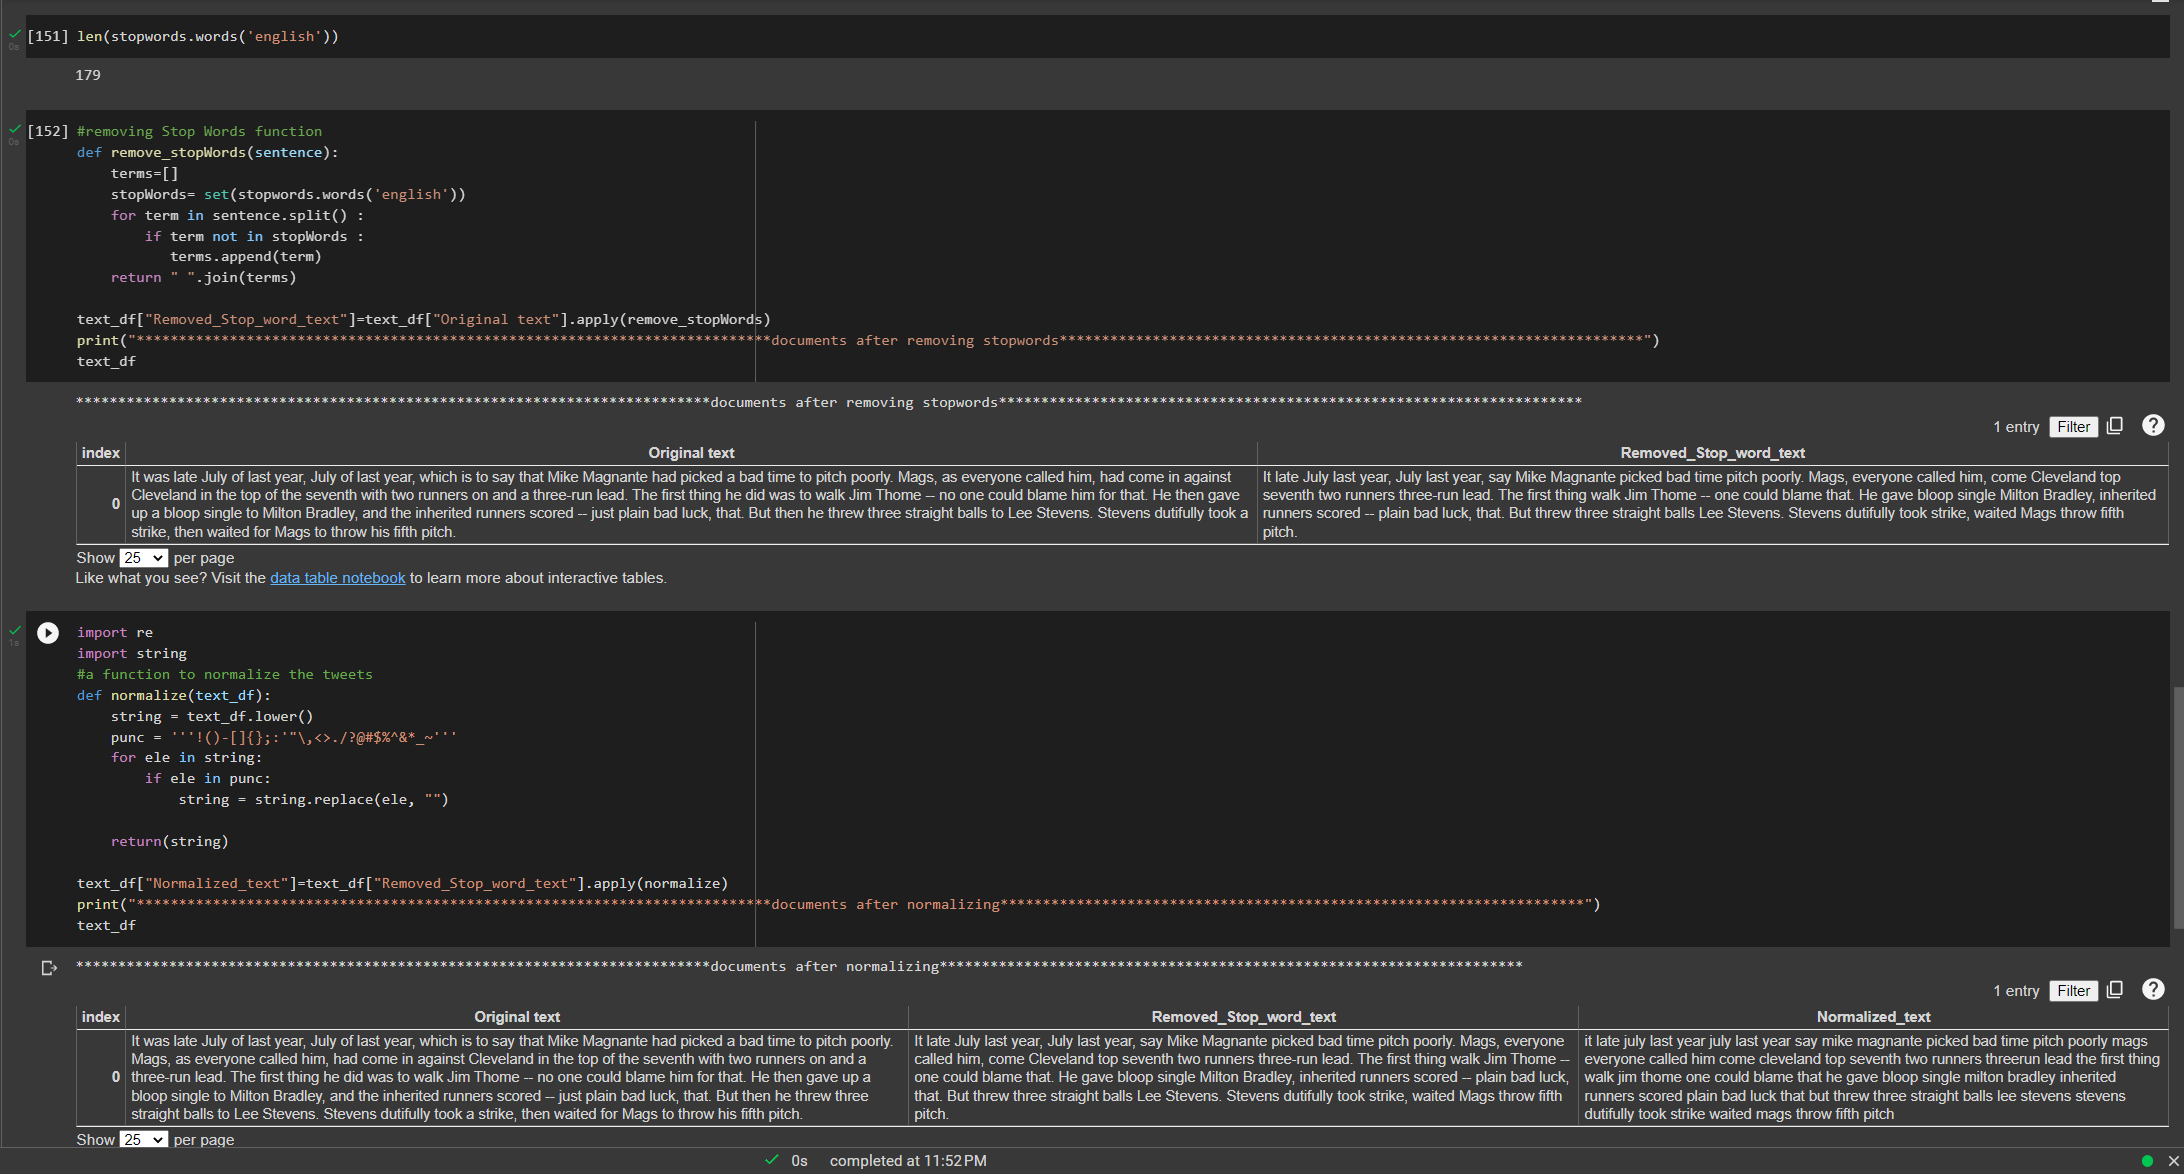 [151] len(stopwords.words('english'))
0s
179
[152] #removing Stop Words function
0s
def remove_stopWords(sentence):
    terms=[]
    stopWords= set(stopwords.words('english'))
    for term in sentence.split() :
        if term not in stopWords :
           terms.append(term)
    return " ".join(terms)
text_df["Removed_Stop_word_text"]=text_df["Original text"].apply(remove_stopWords)
print("***************************************************************************documents after removing stopwords*********************************************************************")
text_df
***************************************************************************documents after removing stopwords*********************************************************************
1 entry Filter ?
index Original text Removed_Stop_word_text
0
It was late July of last year, July of last year, which is to say that Mike Magnante had picked a bad time to pitch poorly. Mags, as everyone called him, had come in against
Cleveland in the top of the seventh with two runners on and a three-run lead. The first thing he did was to walk Jim Thome -- no one could blame him for that. He then gave
up a bloop single to Milton Bradley, and the inherited runners scored -- just plain bad luck, that. But then he threw three straight balls to Lee Stevens. Stevens dutifully took a
strike, then waited for Mags to throw his fifth pitch.
It late July last year, July last year, say Mike Magnante picked bad time pitch poorly. Mags, everyone called him, come Cleveland top
seventh two runners three-run lead. The first thing walk Jim Thome -- one could blame that. He gave bloop single Milton Bradley, inherited
runners scored -- plain bad luck, that. But threw three straight balls Lee Stevens. Stevens dutifully took strike, waited Mags throw fifth
pitch.
Show 25 per page
Like what you see? Visit the data table notebook to learn more about interactive tables.
1s
import re
import string
#a function to normalize the tweets
def normalize(text_df):
    string = text_df.lower()
    punc = '''!()-[]{};:'"\,<>./?@#$%^&*_~'''
    for ele in string:
        if ele in punc:
            string = string.replace(ele, "")
    return(string)
text_df["Normalized_text"]=text_df["Removed_Stop_word_text"].apply(normalize)
print("***************************************************************************documents after normalizing*********************************************************************")
text_df
***************************************************************************documents after normalizing*********************************************************************
1 entry Filter ?
index Original text Removed_Stop_word_text Normalized_text
0
It was late July of last year, July of last year, which is to say that Mike Magnante had picked a bad time to pitch poorly.
Mags, as everyone called him, had come in against Cleveland in the top of the seventh with two runners on and a
three-run lead. The first thing he did was to walk Jim Thome -- no one could blame him for that. He then gave up a
bloop single to Milton Bradley, and the inherited runners scored -- just plain bad luck, that. But then he threw three
straight balls to Lee Stevens. Stevens dutifully took a strike, then waited for Mags to throw his fifth pitch.
It late July last year, July last year, say Mike Magnante picked bad time pitch poorly. Mags, everyone
called him, come Cleveland top seventh two runners three-run lead. The first thing walk Jim Thome --
one could blame that. He gave bloop single Milton Bradley, inherited runners scored -- plain bad luck,
that. But threw three straight balls Lee Stevens. Stevens dutifully took strike, waited Mags throw fifth
pitch.
it late july last year july last year say mike magnante picked bad time pitch poorly mags
everyone called him come cleveland top seventh two runners threerun lead the first thing
walk jim thome one could blame that he gave bloop single milton bradley inherited
runners scored plain bad luck that but threw three straight balls lee stevens stevens
dutifully took strike waited mags throw fifth pitch
Show 25 per page
0s completed at 11:52 PM